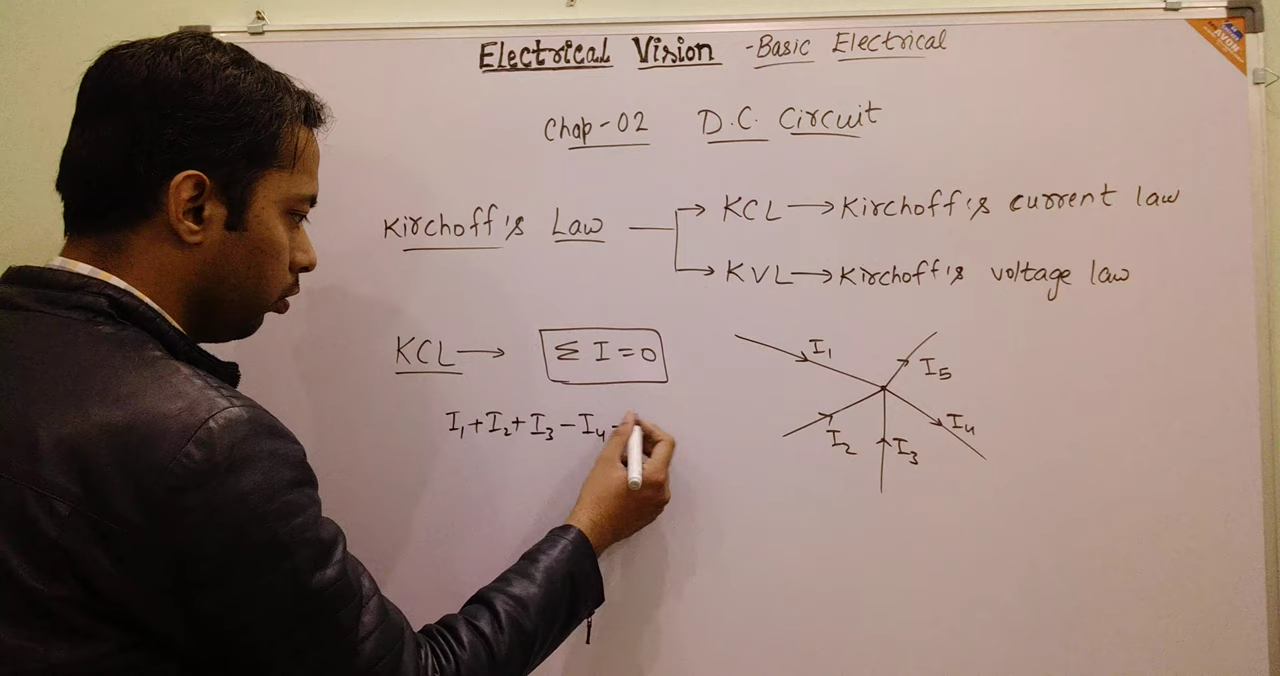 Electrical Vision - Basic Electrical
AVON
Chap-02 D.C. Circuit
Kirchoff's Law
KCL → Kirchoff's current law
KVL → Kirchoff's voltage law
KCL → Σ I = 0
I₁ + I₂ + I₃ - I₄ -
I₁
I₅
I₂
I₃
I₄